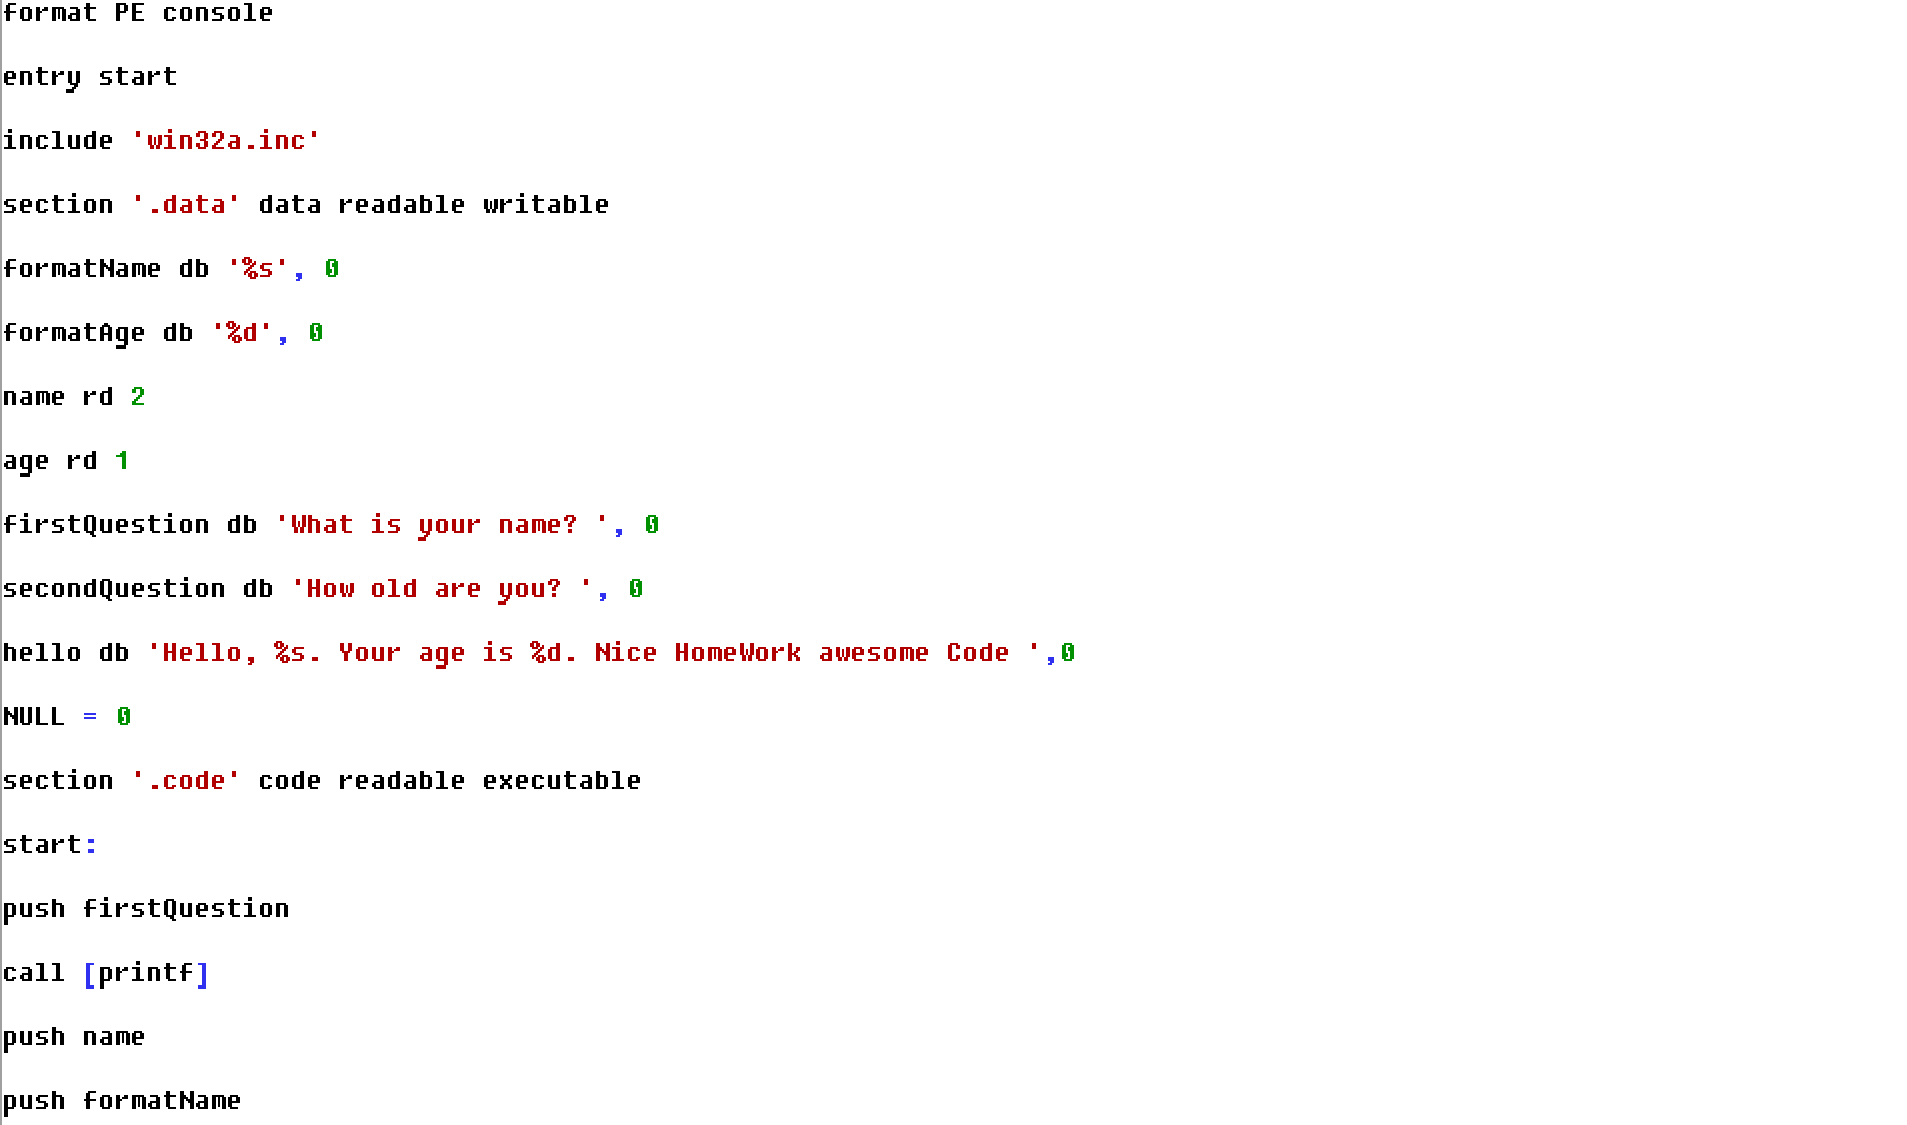 format PE console
entry start
include 'win32a.inc'
section '.data' data readable writable
formatName db '%s', 0
formatAge db '%d', 0
name rd 2
age rd 1
firstQuestion db 'What is your name? ', 0
secondQuestion db 'How old are you? ', 0
hello db 'Hello, %s. Your age is %d. Nice HomeWork awesome Code ',0
NULL = 0
section '.code' code readable executable
start:
push firstQuestion
call [printf]
push name
push formatName